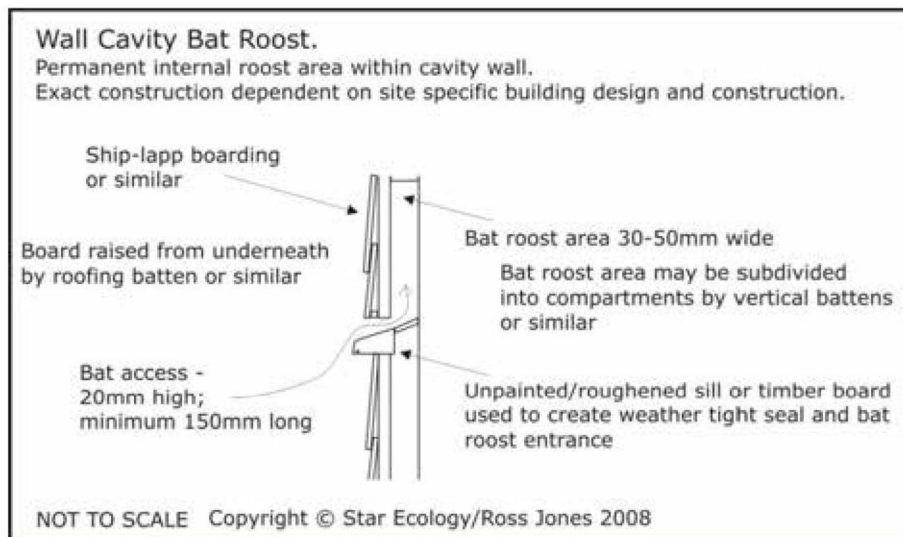 Wall Cavity Bat Roost.
Permanent internal roost area within cavity wall.
Exact construction dependent on site specific building design and construction.
Ship-lapp boarding
or similar
Board raised from underneath
by roofing batten or similar
Bat roost area 30-50mm wide
Bat roost area may be subdivided
into compartments by vertical battens
or similar
Bat access -
20mm high;
minimum 150mm long
Unpainted/roughened sill or timber board
used to create weather tight seal and bat
roost entrance
NOT TO SCALE Copyright © Star Ecology/Ross Jones 2008